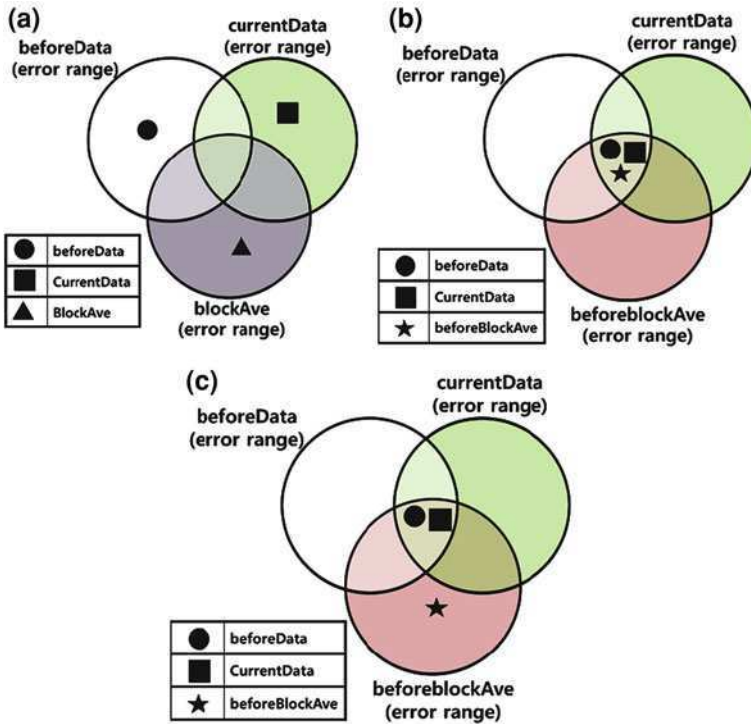 (a)
beforeData
(error range)
currentData
(error range)
beforeData
CurrentData
BlockAve
blockAve
(error range)
(b)
beforeData
(error range)
currentData
(error range)
beforeData
CurrentData
beforeBlockAve
beforeblockAve
(error range)
(c)
beforeData
(error range)
currentData
(error range)
beforeData
CurrentData
beforeBlockAve
beforeblockAve
(error range)